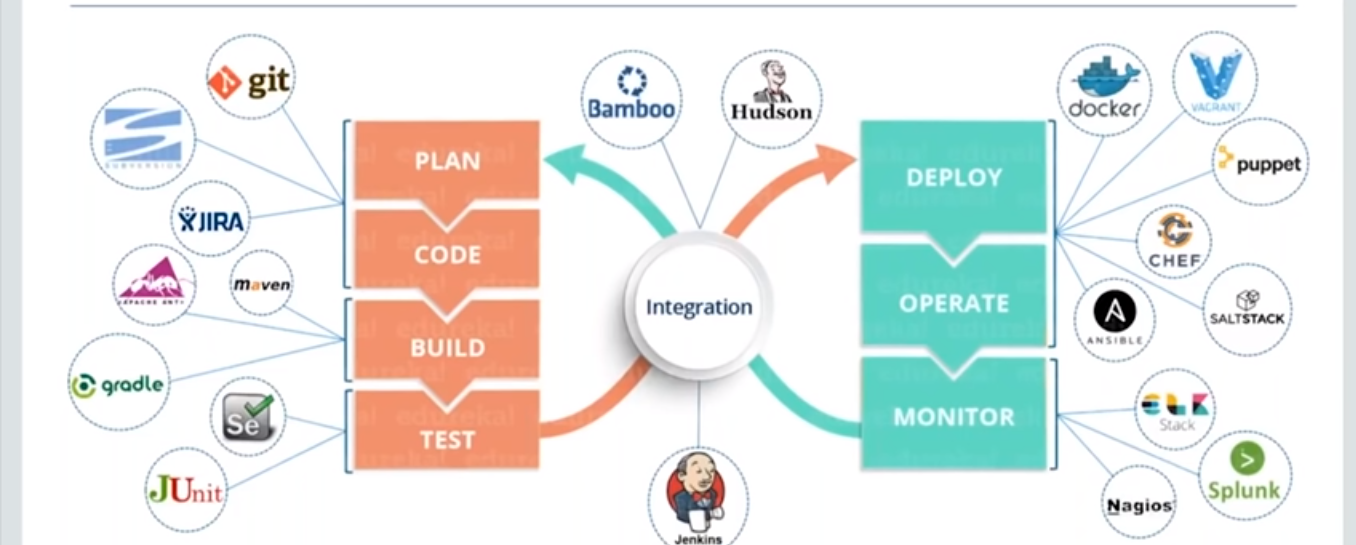 git
SUBVERSION
JIRA
APACHE ANT
maven
gradle
Se
JUnit
PLAN
CODE
BUILD
TEST
Bamboo
Hudson
Integration
Jenkins
DEPLOY
OPERATE
MONITOR
docker
VAGRANT
puppet
CHEF
SALTSTACK
A
ANSIBLE
ELK
Stack
Splunk
Nagios
edureka!